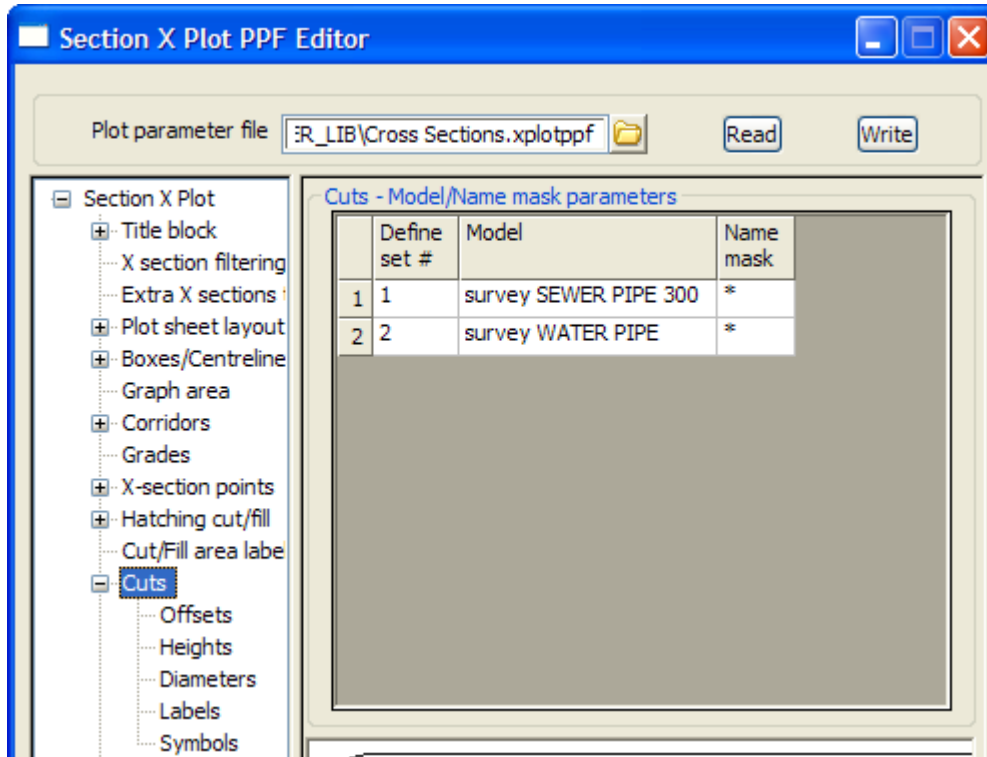 Section X Plot PPF Editor
Plot parameter file ER_LIB\Cross Sections.xplotppf Read Write
Section X Plot
Title block
X section filtering
Extra X sections
Plot sheet layout
Boxes/Centreline
Graph area
Corridors
Grades
X-section points
Hatching cut/fill
Cut/Fill area labe
Cuts
Offsets
Heights
Diameters
Labels
Symbols
Cuts - Model/Name mask parameters
Define set # Model Name mask
1 1 survey SEWER PIPE 300 *
2 2 survey WATER PIPE *